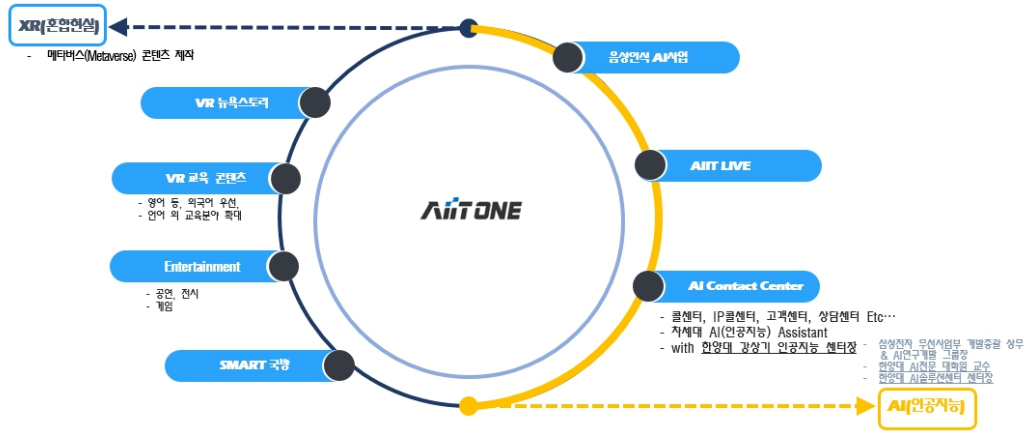 XR(혼합현실)
- 메타버스(Metaverse) 콘텐츠 제작
VR 뉴욕스토리
VR 교육 콘텐츠
- 영어 등, 외국어 우선,
- 언어 외 교육분야 확대
Entertainment
- 공연, 전시
- 게임
SMART 국방
AIIT ONE
음성인식 AI사업
AIIT LIVE
AI Contact Center
- 콜센터, IP콜센터, 고객센터, 상담센터 Etc…
- 차세대 AI(인공지능) Assistant
- with 한양대 강상기 인공지능 센터장
- 삼성전자 무선사업부 개발총괄 상무
& AI연구개발 그룹장
- 한양대 AI전문 대학원 교수
- 한양대 AI솔루션센터 센터장
AI(인공지능)